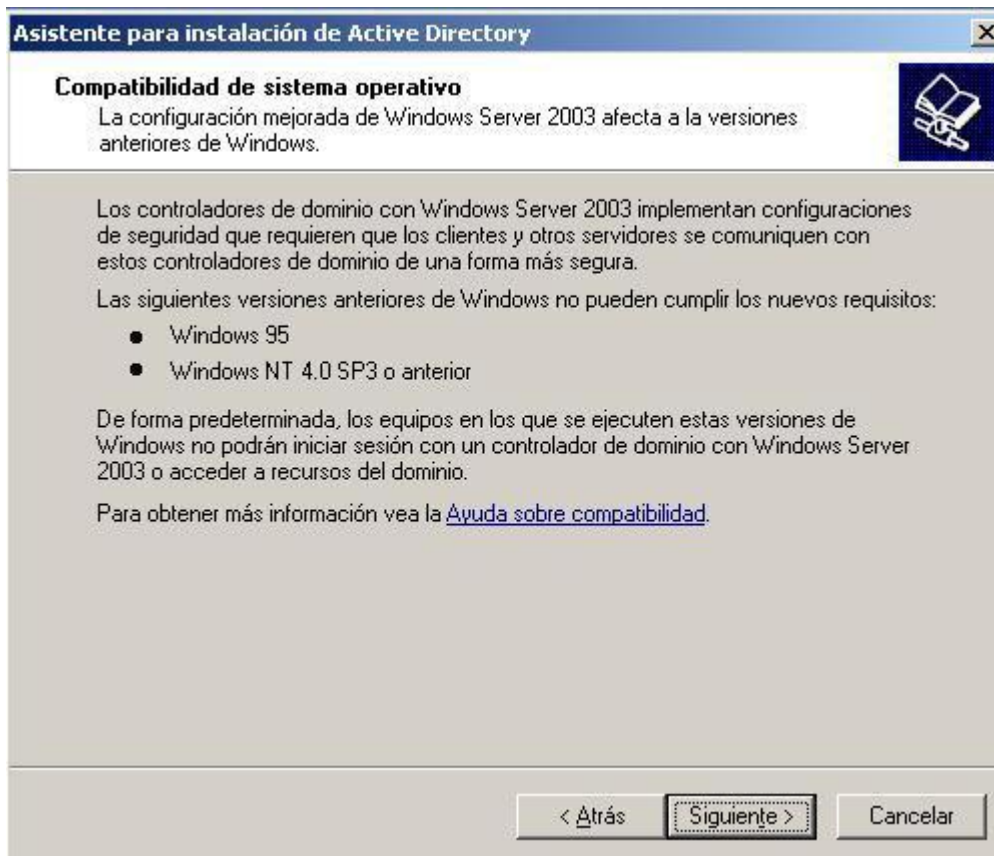 Asistente para instalación de Active Directory
Compatibilidad de sistema operativo
La configuración mejorada de Windows Server 2003 afecta a la versiones
anteriores de Windows.
Los controladores de dominio con Windows Server 2003 implementan configuraciones
de seguridad que requieren que los clientes y otros servidores se comuniquen con
estos controladores de dominio de una forma más segura.
Las siguientes versiones anteriores de Windows no pueden cumplir los nuevos requisitos:
● Windows 95
● Windows NT 4.0 SP3 o anterior
De forma predeterminada, los equipos en los que se ejecuten estas versiones de
Windows no podrán iniciar sesión con un controlador de dominio con Windows Server
2003 o acceder a recursos del dominio.
Para obtener más información vea la Ayuda sobre compatibilidad.
< Atrás
Siguiente >
Cancelar